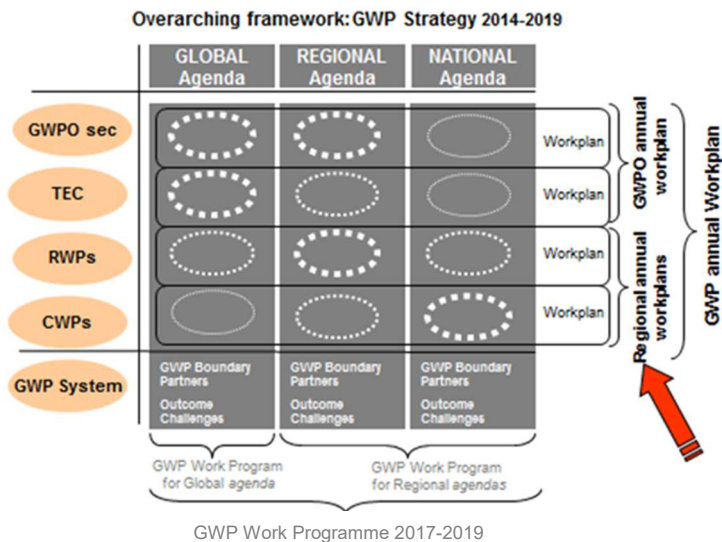 Overarching framework: GWP Strategy 2014-2019
GLOBAL
Agenda
REGIONAL
Agenda
NATIONAL
Agenda
GWPO sec
Workplan
TEC
Workplan
RWPs
Workplan
CWPs
Workplan
GWPO annual
workplan
Regional annual
workplans
GWP annual Workplan
GWP System
GWP Boundary
Partners
Outcome
Challenges
GWP Boundary
Partners
Outcome
Challenges
GWP Boundary
Partners
Outcome
Challenges
GWP Work Program
for Global agenda
GWP Work Program
for Regional agendas
GWP Work Programme 2017-2019